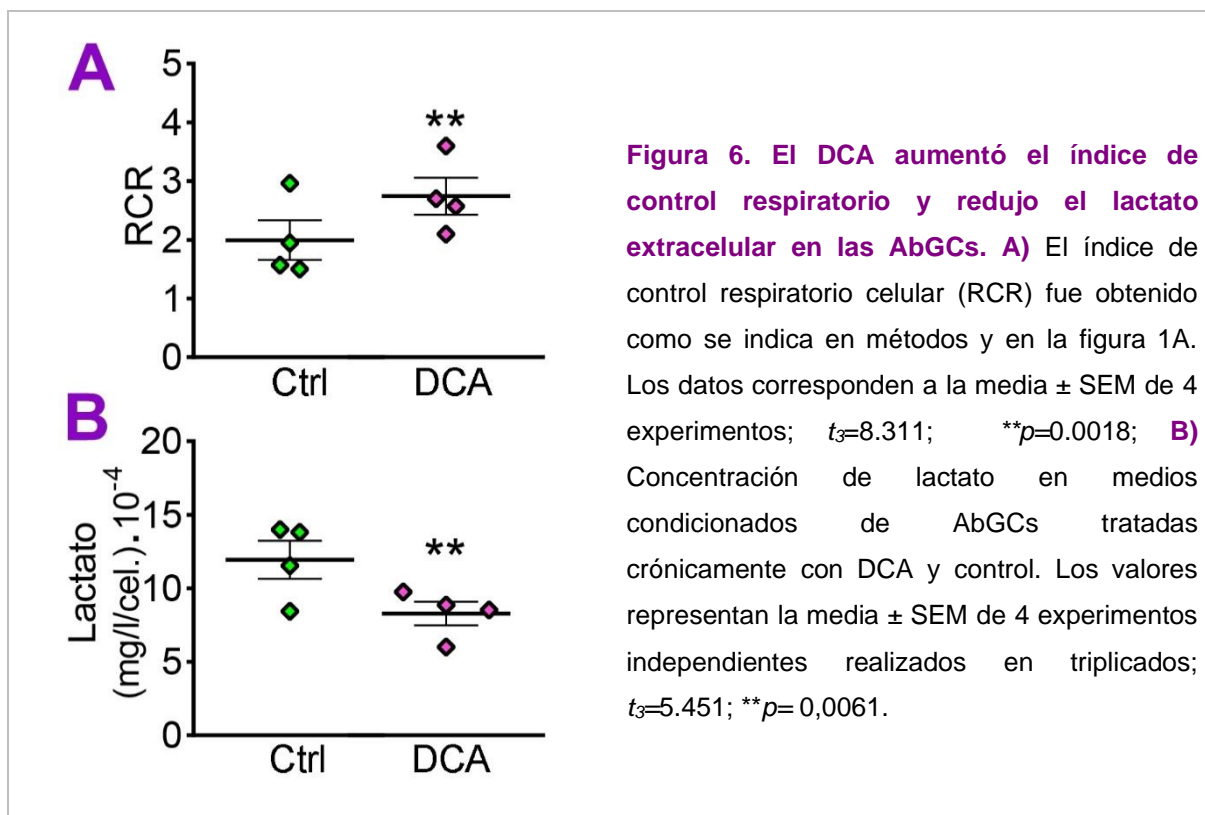 A
5
4
3
2
1
0
RCR
**
Ctrl
DCA
B
20
15
10
5
0
Lactato
(mg/l/cel.).10⁻⁴
**
Ctrl
DCA
Figura 6. El DCA aumentó el índice de
control respiratorio y redujo el lactato
extracelular en las AbGCs. A) El índice de
control respiratorio celular (RCR) fue obtenido
como se indica en métodos y en la figura 1A.
Los datos corresponden a la media ± SEM de 4
experimentos; t₃=8.311; **p=0.0018; B)
Concentración de lactato en medios
condicionados de AbGCs tratadas
crónicamente con DCA y control. Los valores
representan la media ± SEM de 4 experimentos
independientes realizados en triplicados;
t₃=5.451; **p= 0,0061.